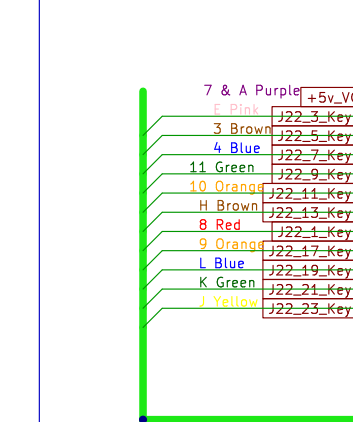 7 & A Purple
+5v_V
E Pink J22_3_Key
3 Brown J22_5_Key
4 Blue J22_7_Key
11 Green J22_9_Key
10 Orange J22_11_Key
H Brown J22_13_Key
8 Red J22_1_Key
9 Orange J22_17_Key
L Blue J22_19_Key
K Green J22_21_Key
J Yellow J22_23_Key